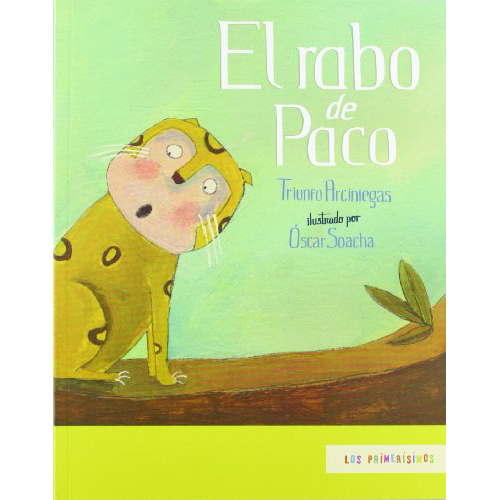 El rabo
de
Paco
Triunfo Arciniegas
ilustrado por
Óscar Soacha
LOS PRIMERÍSIMOS